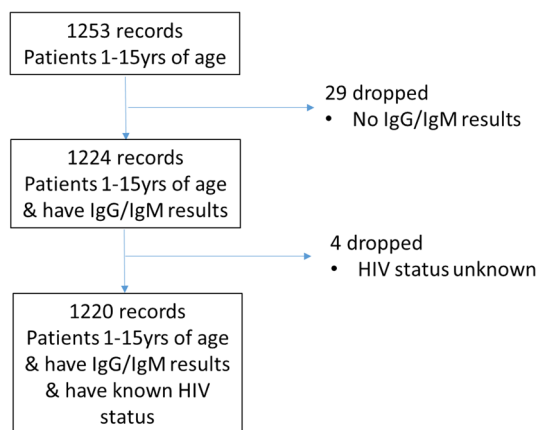 1253 records
Patients 1-15yrs of age
29 dropped
• No IgG/IgM results
1224 records
Patients 1-15yrs of age
& have IgG/IgM results
4 dropped
• HIV status unknown
1220 records
Patients 1-15yrs of age
& have IgG/IgM results
& have known HIV
status